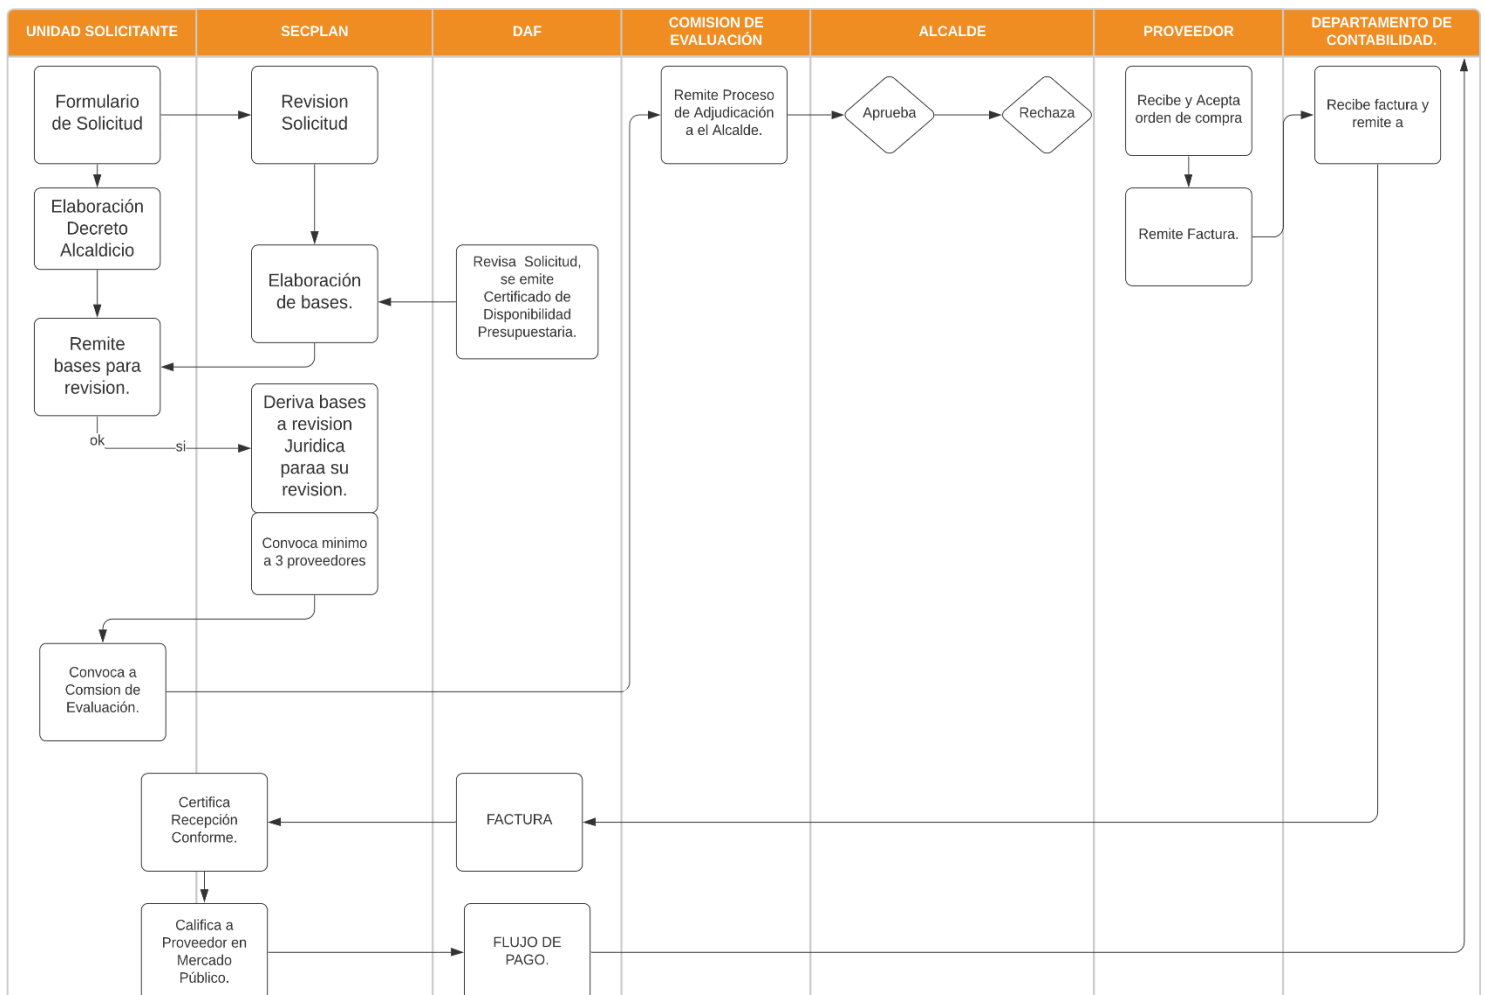 UNIDAD SOLICITANTE
SECPLAN
DAF
COMISION DE
EVALUACIÓN
ALCALDE
PROVEEDOR
DEPARTAMENTO DE
CONTABILIDAD.
Formulario
de Solicitud
Revision
Solicitud
Remite Proceso
de Adjudicación
a el Alcalde.
Aprueba
Rechaza
Recibe y Acepta
orden de compra
Recibe factura y
remite a
Elaboración
Decreto
Alcaldicio
Elaboración
de bases.
Revisa Solicitud,
se emite
Certificado de
Disponibilidad
Presupuestaria.
Remite Factura.
Remite
bases para
revision.
ok
si
Deriva bases
a revision
Juridica
paraa su
revision.
Convoca minimo
a 3 proveedores
Convoca a
Comsion de
Evaluación.
Certifica
Recepción
Conforme.
FACTURA
Califica a
Proveedor en
Mercado
Público.
FLUJO DE
PAGO.